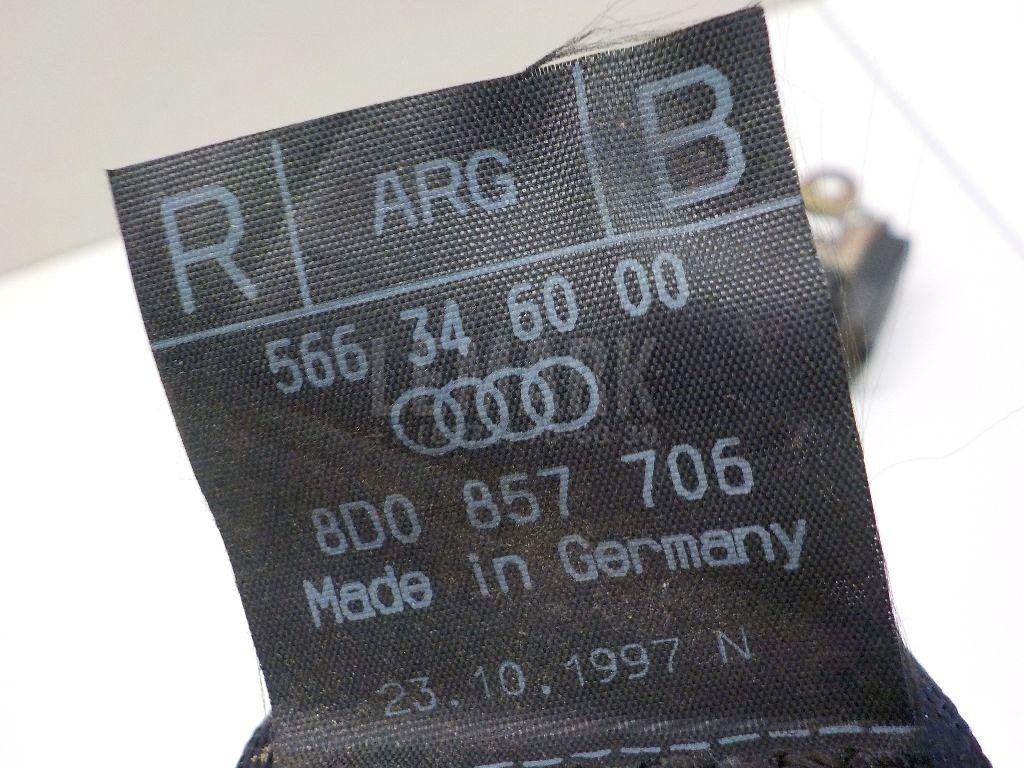 R ARG B
566 34 60 00
8D0 857 706
Made in Germany
23.10.1997 N